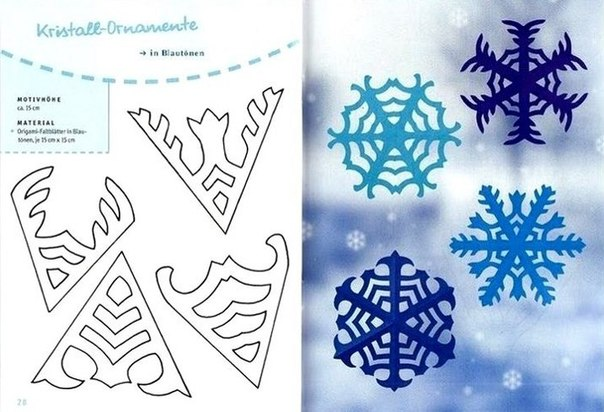 Kristall-Ornamente
→ in Blautönen
MOTIVHÖHE
ca. 15 cm
MATERIAL
• Origami-Faltblätter in Blau-
tönen, je 15 cm x 15 cm
28